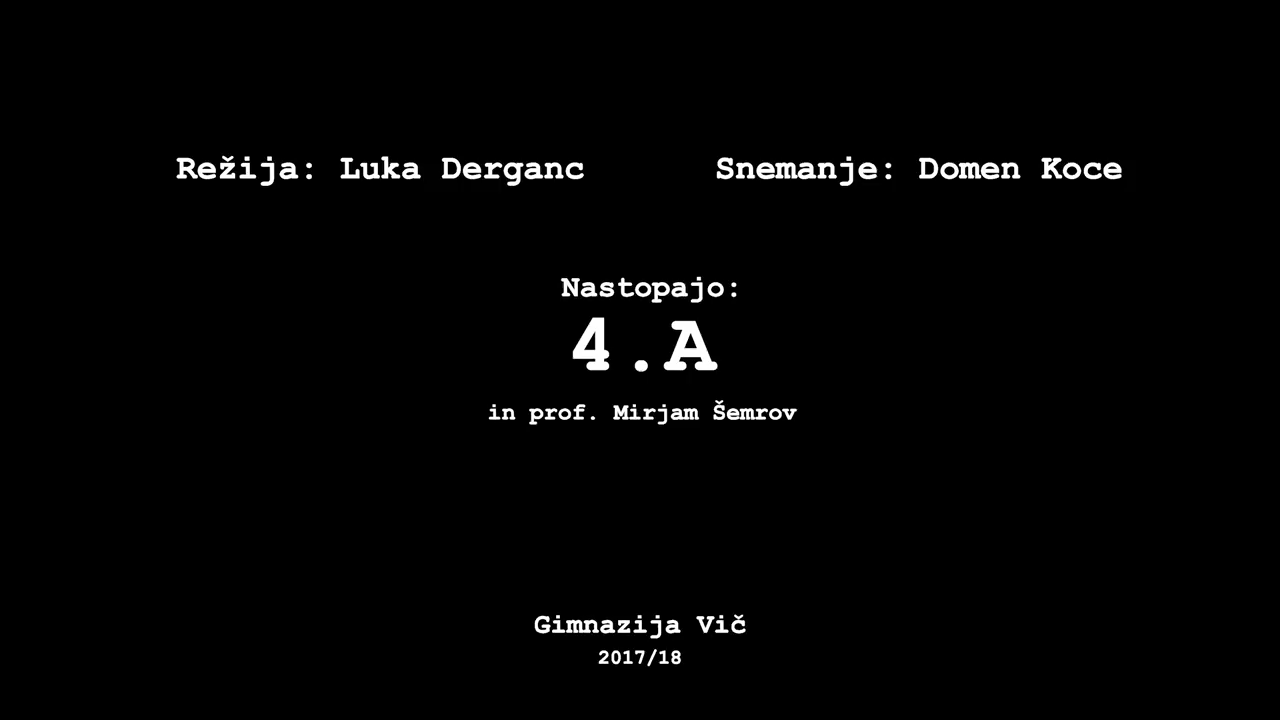 Režija: Luka Derganc Snemanje: Domen Koce
Nastopajo:
4.A
in prof. Mirjam Šemrov
Gimnazija Vič
2017/18